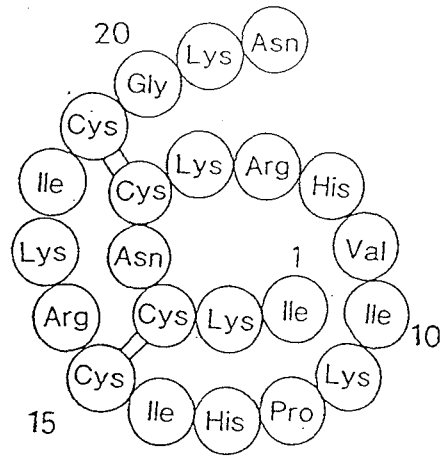 20 Lys Asn
Gly
Cys
Ile Cys Lys Arg His
Lys Asn 1 Val
Arg Cys Lys Ile Ile 10
Cys Lys
15 Ile His Pro